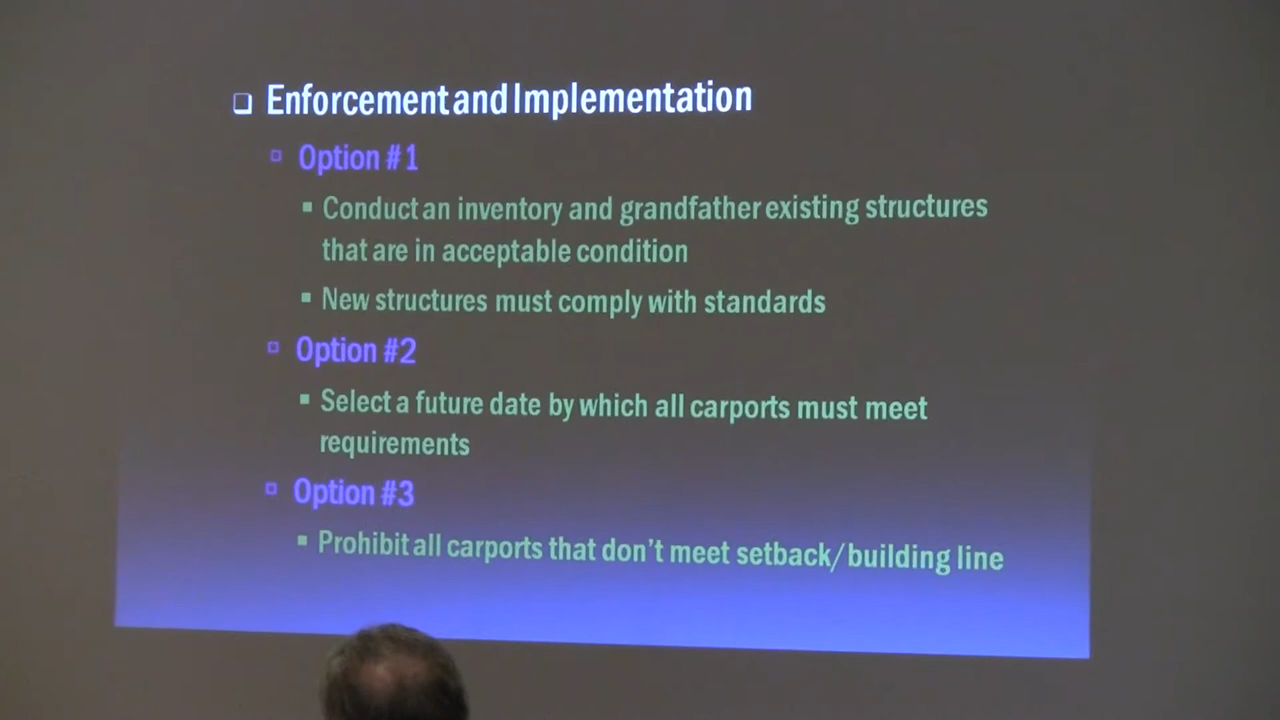 Enforcement and Implementation
Option #1
Conduct an inventory and grandfather existing structures
that are in acceptable condition
New structures must comply with standards
Option #2
Select a future date by which all carports must meet
requirements
Option #3
Prohibit all carports that don't meet setback/building line